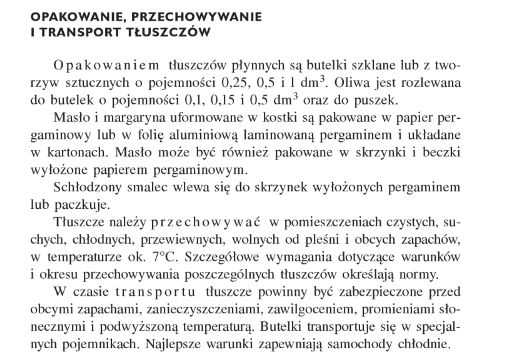 OPAKOWANIE, PRZECHOWYWANIE
I TRANSPORT TŁUSZCZÓW
Opakowaniem tłuszczów płynnych są butelki szklane lub z two-
rzyw sztucznych o pojemności 0,25, 0,5 i l dm³. Oliwa jest rozlewana
do butelek o pojemności 0,1, 0,15 i 0,5 dm³ oraz do puszek.
Masło i margaryna uformowane w kostki są pakowane w papier per-
gaminowy lub w folię aluminiową laminowaną pergaminem i układane
w kartonach. Masło może być również pakowane w skrzynki i beczki
wyłożone papierem pergaminowym.
Schłodzony smalec wlewa się do skrzynek wyłożonych pergaminem
lub paczkuje.
Tłuszcze należy przechowywać w pomieszczeniach czystych, su-
chych, chłodnych, przewiewnych, wolnych od pleśni i obcych zapachów,
w temperaturze ok. 7°C. Szczegółowe wymagania dotyczące warunków
i okresu przechowywania poszczególnych tłuszczów określają normy.
W czasie transportu tłuszcze powinny być zabezpieczone przed
obcymi zapachami, zanieczyszczeniami, zawilgoceniem, promieniami sło-
necznymi i podwyższoną temperaturą. Butelki transportuje się w specjal-
nych pojemnikach. Najlepsze warunki zapewniają samochody chłodnie.